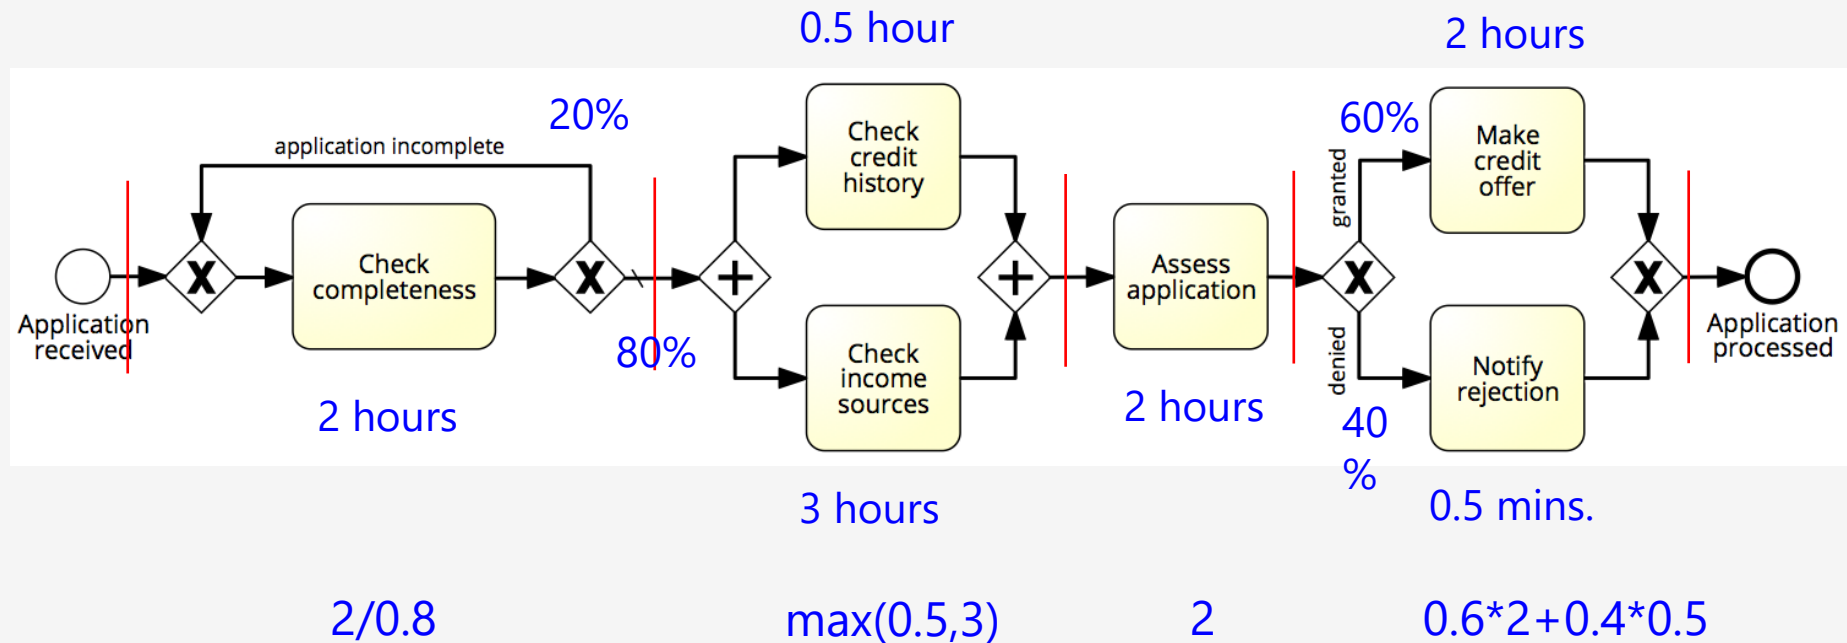 0.5 hour
2 hours
20%
60%
application incomplete
Check
credit
history
Make
credit
offer
granted
X
Check
completeness
X
+
+
Assess
application
X
X
Application
received
Application
processed
80%
Check
income
sources
denied
Notify
rejection
2 hours
2 hours
40
%
3 hours
0.5 mins.
2/0.8
max(0.5,3)
2
0.6*2+0.4*0.5